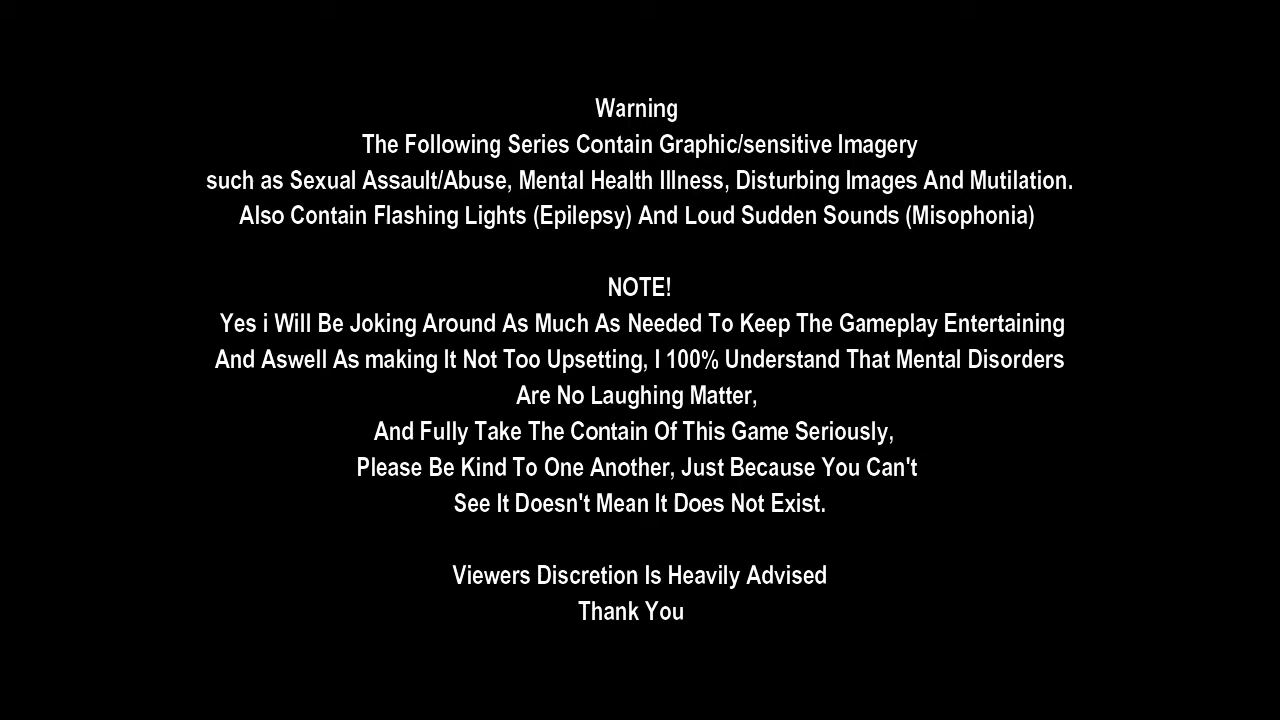 Warning
The Following Series Contain Graphic/sensitive Imagery
such as Sexual Assault/Abuse, Mental Health Illness, Disturbing Images And Mutilation.
Also Contain Flashing Lights (Epilepsy) And Loud Sudden Sounds (Misophonia)
NOTE!
Yes i Will Be Joking Around As Much As Needed To Keep The Gameplay Entertaining
And Aswell As making It Not Too Upsetting, I 100% Understand That Mental Disorders
Are No Laughing Matter,
And Fully Take The Contain Of This Game Seriously,
Please Be Kind To One Another, Just Because You Can't
See It Doesn't Mean It Does Not Exist.
Viewers Discretion Is Heavily Advised
Thank You